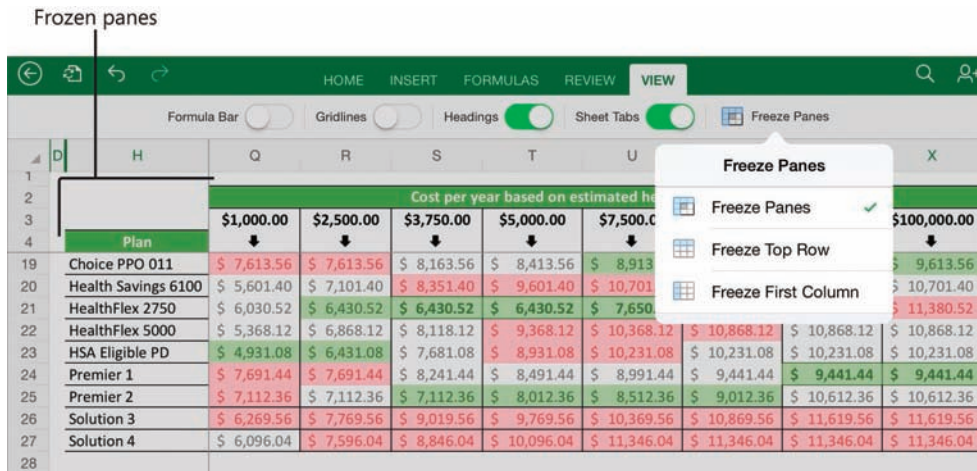 Frozen panes
HOME INSERT FORMULAS REVIEW VIEW
Formula Bar Gridlines Headings Sheet Tabs Freeze Panes
D H Q R S T U X
Freeze Panes
Freeze Panes
Freeze Top Row
Freeze First Column
1
2 Cost per year based on estimated he
3 $1,000.00 $2,500.00 $3,750.00 $5,000.00 $7,500.0 $100,000.00
4 Plan
19 Choice PPO 011 $ 7,613.56 $ 7,613.56 $ 8,163.56 $ 8,413.56 $ 8,913 $ 9,613.56
20 Health Savings 6100 $ 5,601.40 $ 7,101.40 $ 8,351.40 $ 9,601.40 $ 10,701. $ 10,701.40
21 HealthFlex 2750 $ 6,030.52 $ 6,430.52 $ 6,430.52 $ 6,430.52 $ 7,650. $ 11,380.52
22 HealthFlex 5000 $ 5,368.12 $ 6,868.12 $ 8,118.12 $ 9,368.12 $ 10,368.12 $ 10,868.12 $ 10,868.12 $ 10,868.12
23 HSA Eligible PD $ 4,931.08 $ 6,431.08 $ 7,681.08 $ 8,931.08 $ 10,231.08 $ 10,231.08 $ 10,231.08 $ 10,231.08
24 Premier 1 $ 7,691.44 $ 7,691.44 $ 8,241.44 $ 8,491.44 $ 8,991.44 $ 9,441.44 $ 9,441.44 $ 9,441.44
25 Premier 2 $ 7,112.36 $ 7,112.36 $ 7,112.36 $ 8,012.36 $ 8,512.36 $ 9,012.36 $ 10,612.36 $ 10,612.36
26 Solution 3 $ 6,269.56 $ 7,769.56 $ 9,019.56 $ 9,769.56 $ 10,369.56 $ 10,869.56 $ 11,619.56 $ 11,619.56
27 Solution 4 $ 6,096.04 $ 7,596.04 $ 8,846.04 $ 10,096.04 $ 11,346.04 $ 11,346.04 $ 11,346.04 $ 11,346.04
28